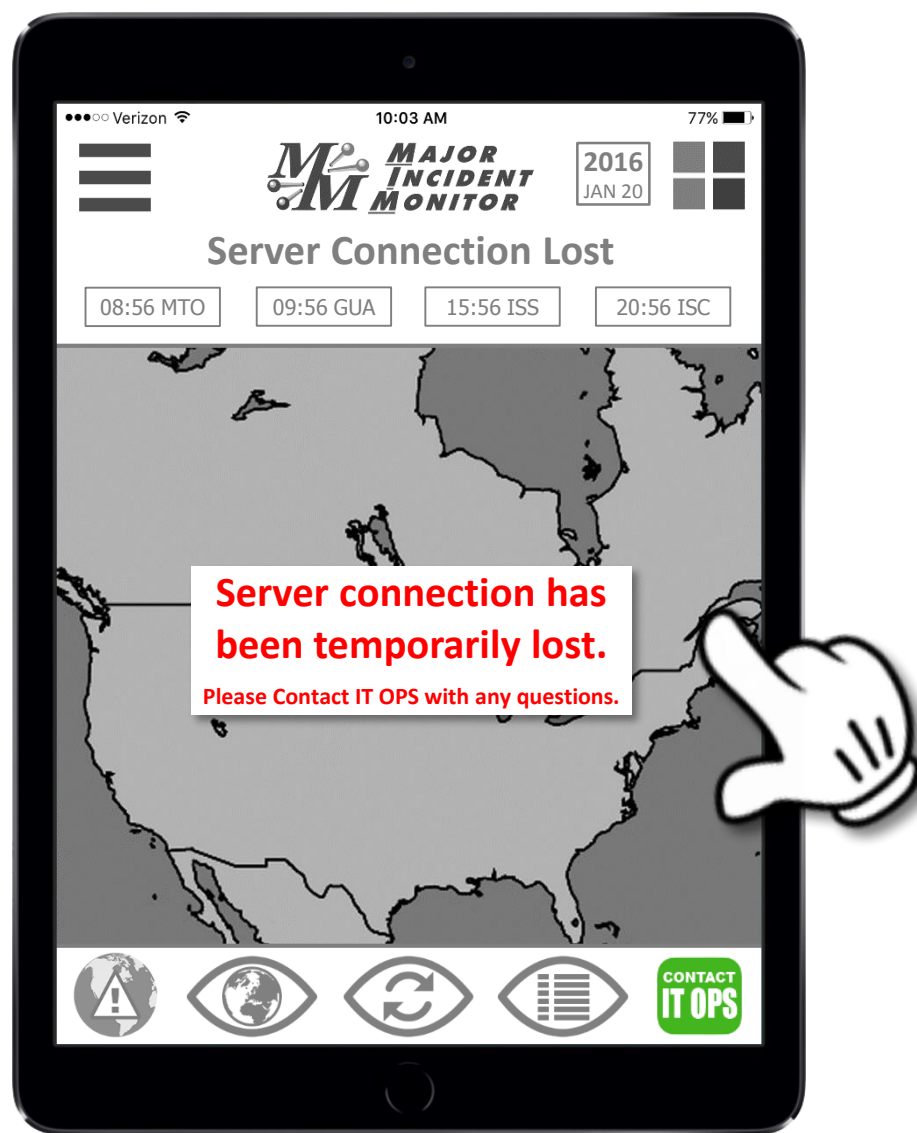 Verizon
10:03 AM
77%
MM
MAJOR
INCIDENT
MONITOR
2016
JAN 20
Server Connection Lost
08:56 MTO
09:56 GUA
15:56 ISS
20:56 ISC
Server connection has
been temporarily lost.
Please Contact IT OPS with any questions.
!
CONTACT
IT OPS